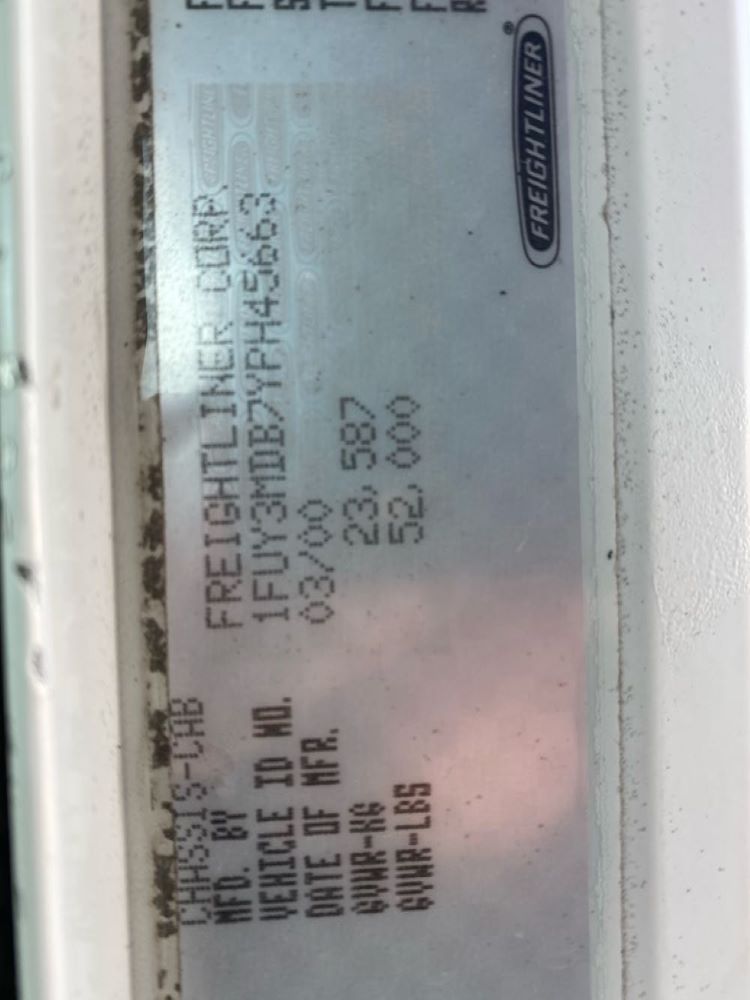 CHASSIS-CAB
MFD. BY FREIGHTLINER CORP.
VEHICLE ID NO. 1FUY3MDB7YPH45663
DATE OF MFR. 03/00
GVWR-KG 23,587
GVWR-LBS 52,000
FREIGHTLINER®